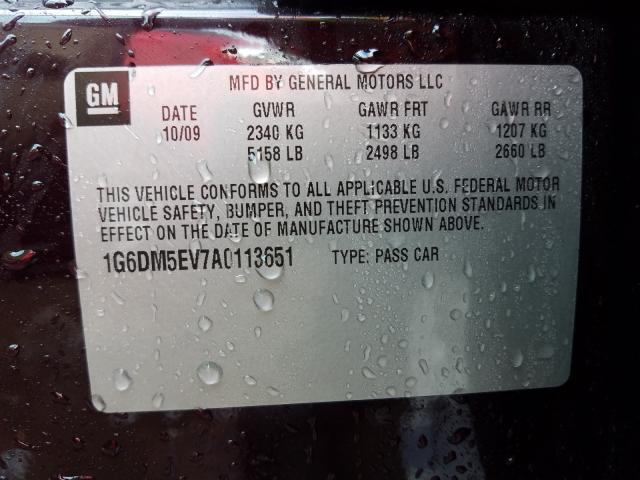 GM
MFD BY GENERAL MOTORS LLC
DATE GVWR GAWR FRT GAWR RR
10/09 2340 KG 1133 KG 1207 KG
5158 LB 2498 LB 2660 LB
THIS VEHICLE CONFORMS TO ALL APPLICABLE U.S. FEDERAL MOTOR
VEHICLE SAFETY, BUMPER, AND THEFT PREVENTION STANDARDS IN
EFFECT ON THE DATE OF MANUFACTURE SHOWN ABOVE.
1G6DM5EV7A0113651 TYPE: PASS CAR